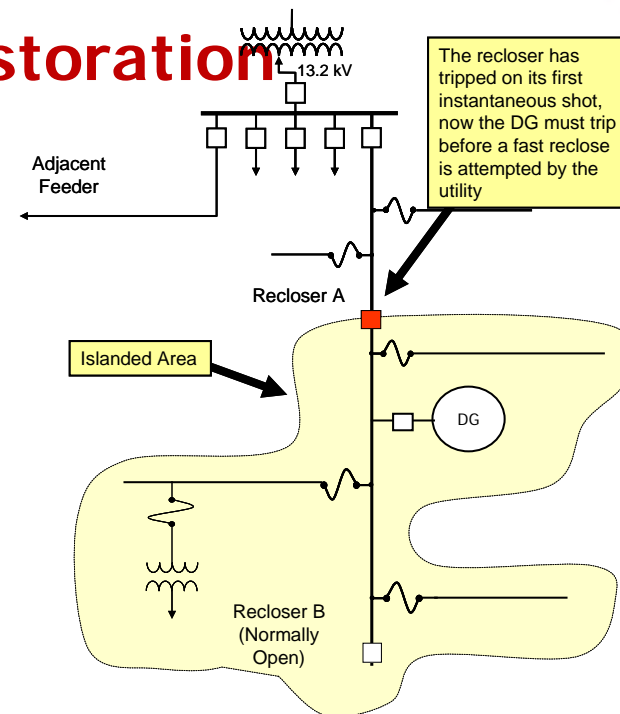 storation
13.2 kV
The recloser has
tripped on its first
instantaneous shot,
now the DG must trip
before a fast reclose
is attempted by the
utility
Adjacent
Feeder
Recloser A
Islanded Area
DG
Recloser B
(Normally
Open)